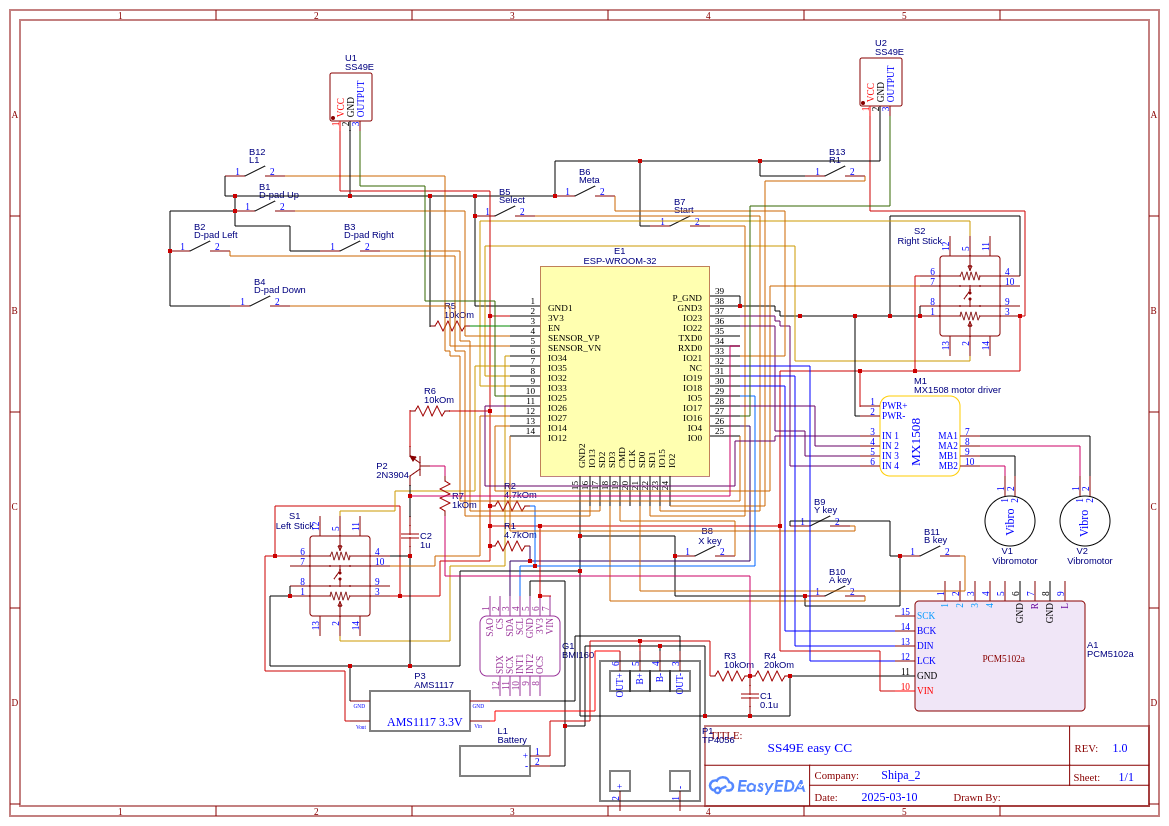 1 2 3 4 5
A A
B B
C C
D D
1 2 3 4 5
U1
SS49E
VCC
GND
OUTPUT
1 2 3
U2
SS49E
VCC
GND
OUTPUT
1 2 3
B12
L1
1 2
B1
D-pad Up
1 2
B2
D-pad Left
1 2
B3
D-pad Right
1 2
B4
D-pad Down
1 2
B5
Select
1 2
B6
Meta
1 2
B7
Start
1 2
B13
R1
1 2
S2
Right Stick
12 5 11
6 4
7 10
8 9
1 3
13 2 14
E1
ESP-WROOM-32
1 GND1
2 3V3
3 EN
4 SENSOR_VP
5 SENSOR_VN
6 IO34
7 IO35
8 IO32
9 IO33
10 IO25
11 IO26
12 IO27
13 IO14
14 IO12
P_GND 39
GND3 38
IO23 37
IO22 36
TXD0 35
RXD0 34
IO21 33
NC 32
IO19 31
IO18 30
IO5 29
IO17 28
IO16 27
IO4 26
IO0 25
GND2 IO13 SD2 SD3 CMD CLK SD0 SD1 IO15 IO2
15 16 17 18 19 20 21 22 23 24
R5
10kOm
R6
10kOm
P2
2N3904
R7
1kOm
R2
4.7kOm
R1
4.7kOm
C2
1u
S1
Left Stick
12 5 11
6 4
7 10
8 9
1 3
13 2 14
M1
MX1508 motor driver
MX1508
1 PWR+
2 PWR-
3 IN 1
4 IN 2
5 IN 3
6 IN 4
MA1 7
MA2 8
MB1 9
MB2 10
1 2
Vibro
V1
Vibromotor
1 2
Vibro
V2
Vibromotor
B9
Y key
1 2
B8
X key
1 2
B11
B key
1 2
B10
A key
1 2
G1
BMI160
1 2 3 4 5 6 7
SAO CS SDA SCL GND 3V3 VIN
SDX SCX INT1 INT2 OCS
12 11 10 9 8
P3
AMS1117
AMS1117 3.3V
GND
Vout
GND
Vin
L1
Battery
+ 1
- 2
P1
TP4056
6 5 4 3
OUT+ B+ B- OUT-
+ -
2 1
R3
10kOm
R4
20kOm
C1
0.1u
A1
PCM5102a
PCM5102a
1 2 3 4 5 6 7 8 9
1 2 3 4 GND R GND L
15 SCK
14 BCK
13 DIN
12 LCK
11 GND
10 VIN
TITLE:
SS49E easy CC
REV: 1.0
EasyEDA
Company: Shipa_2
Sheet: 1/1
Date: 2025-03-10
Drawn By: